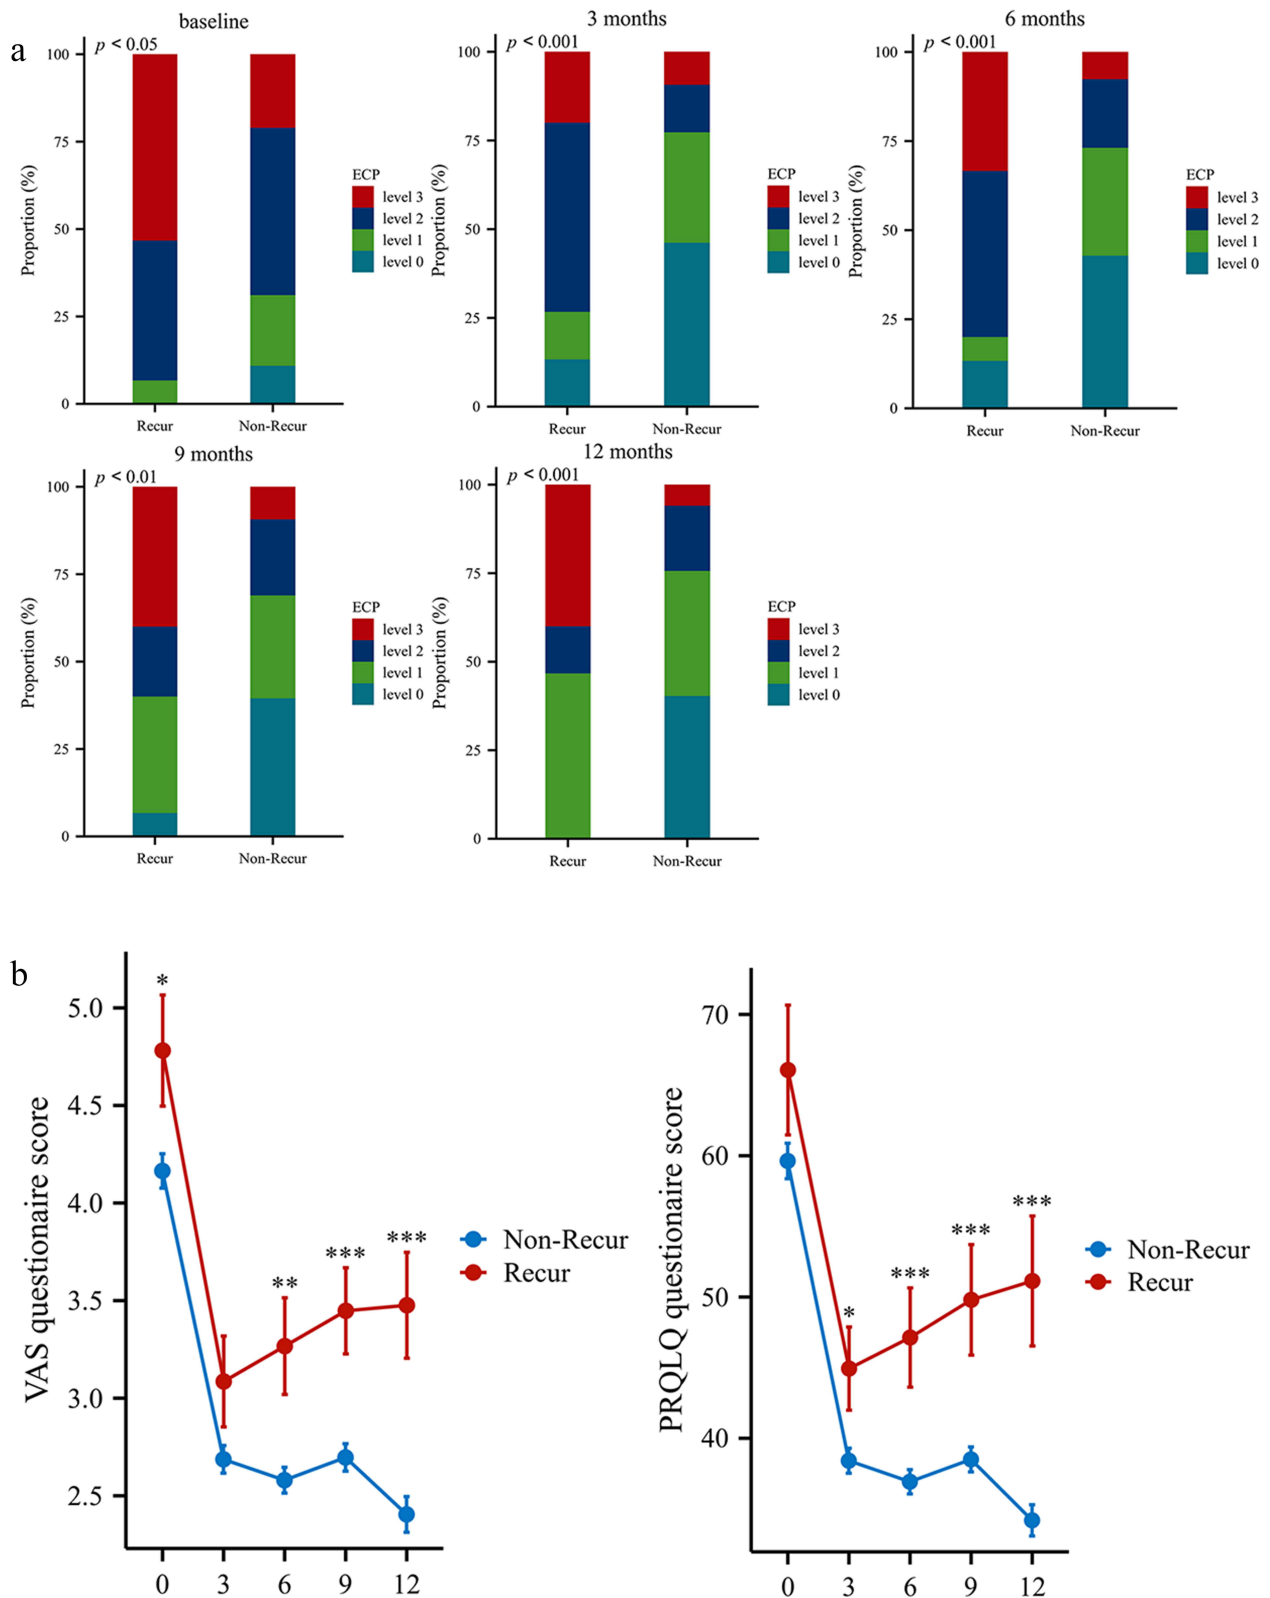 a
baseline
p < 0.05
Proportion (%)
100
75
50
25
0
Recur
Non-Recur
ECP
level 3
level 2
level 1
level 0
3 months
p < 0.001
Proportion (%)
100
75
50
25
0
Recur
Non-Recur
ECP
level 3
level 2
level 1
level 0
6 months
p < 0.001
Proportion (%)
100
75
50
25
0
Recur
Non-Recur
ECP
level 3
level 2
level 1
level 0
9 months
p < 0.01
Proportion (%)
100
75
50
25
0
Recur
Non-Recur
ECP
level 3
level 2
level 1
level 0
12 months
p < 0.001
Proportion (%)
100
75
50
25
0
Recur
Non-Recur
ECP
level 3
level 2
level 1
level 0
b
VAS questionaire score
5.0
4.5
4.0
3.5
3.0
2.5
*
**
***
***
0 3 6 9 12
Non-Recur
Recur
PRQLQ questionaire score
70
60
50
40
*
***
***
***
0 3 6 9 12
Non-Recur
Recur